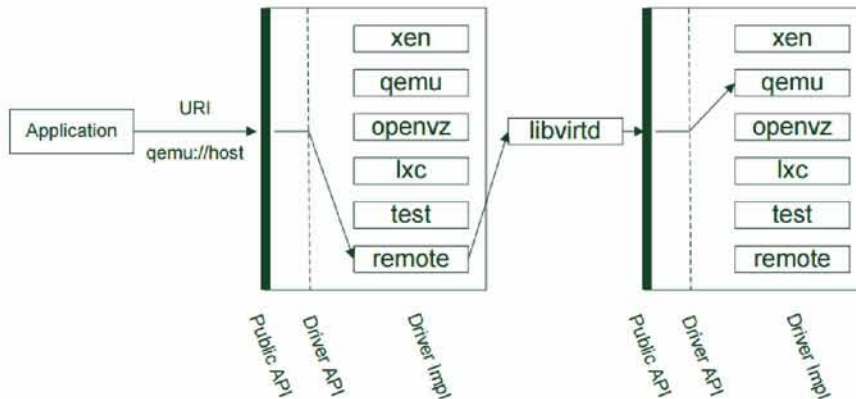 Application
URI
qemu://host
xen
qemu
openvz
lxc
test
remote
Public API
Driver API
Driver Impl
libvirtd
xen
qemu
openvz
lxc
test
remote
Public API
Driver API
Driver Impl